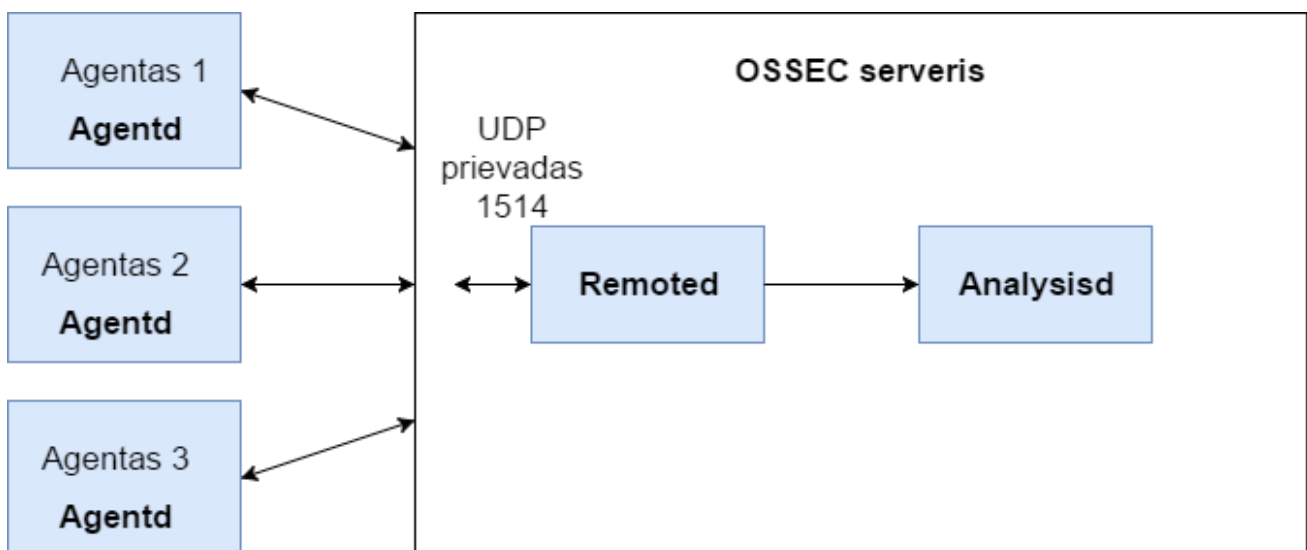 Agentas 1
Agentd
Agentas 2
Agentd
Agentas 3
Agentd
OSSEC serveris
UDP
prievadas
1514
Remoted
Analysisd